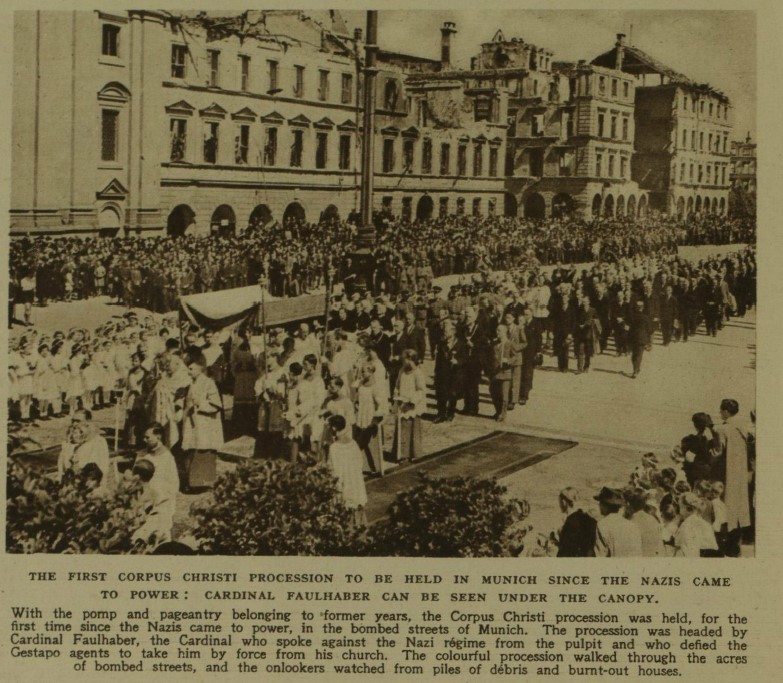 THE FIRST CORPUS CHRISTI PROCESSION TO BE HELD IN MUNICH SINCE THE NAZIS CAME
TO POWER: CARDINAL FAULHABER CAN BE SEEN UNDER THE CANOPY.
With the pomp and pageantry belonging to former years, the Corpus Christi procession was held, for the
first time since the Nazis came to power, in the bombed streets of Munich. The procession was headed by
Cardinal Faulhaber, the Cardinal who spoke against the Nazi régime from the pulpit and who defied the
Gestapo agents to take him by force from his church. The colourful procession walked through the acres
of bombed streets, and the onlookers watched from piles of débris and burnt-out houses.